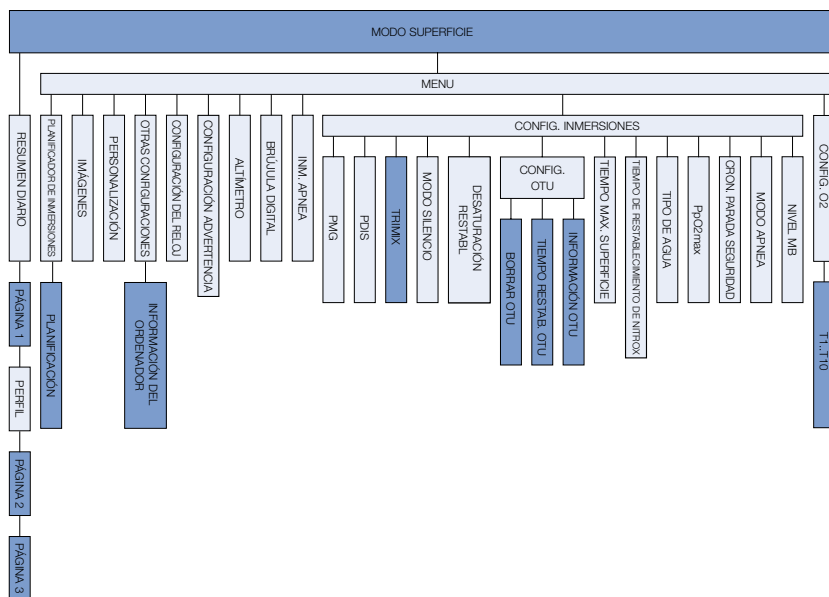 MODO SUPERFICIE
MENU
RESUMEN DIARIO
PÁGINA 1
PERFIL
PÁGINA 2
PÁGINA 3
PLANIFICADOR DE INMERSIONES
PLANIFICACIÓN
IMÁGENES
PERSONALIZACIÓN
OTRAS CONFIGURACIONES
INFORMACIÓN DEL
ORDENADOR
CONFIGURACIÓN DEL RELOJ
CONFIGURACIÓN ADVERTENCIA
ALTÍMETRO
BRÚJULA DIGITAL
INM. APNEA
CONFIG. INMERSIONES
PMG
PDIS
TRIMIX
MODO SILENCIO
DESATURACIÓN
RESTABL
CONFIG.
OTU
BORRAR OTU
TIEMPO RESTAB. OTU
INFORMACIÓN OTU
TIEMPO MAX. SUPERFICIE
TIEMPO DE RESTABLECIMIENTO DE NITROX
TIPO DE AGUA
PpO2max
CRON. PARADA SEGURIDAD
MODO APNEA
NIVEL MB
CONFIG. O2
T1..T10